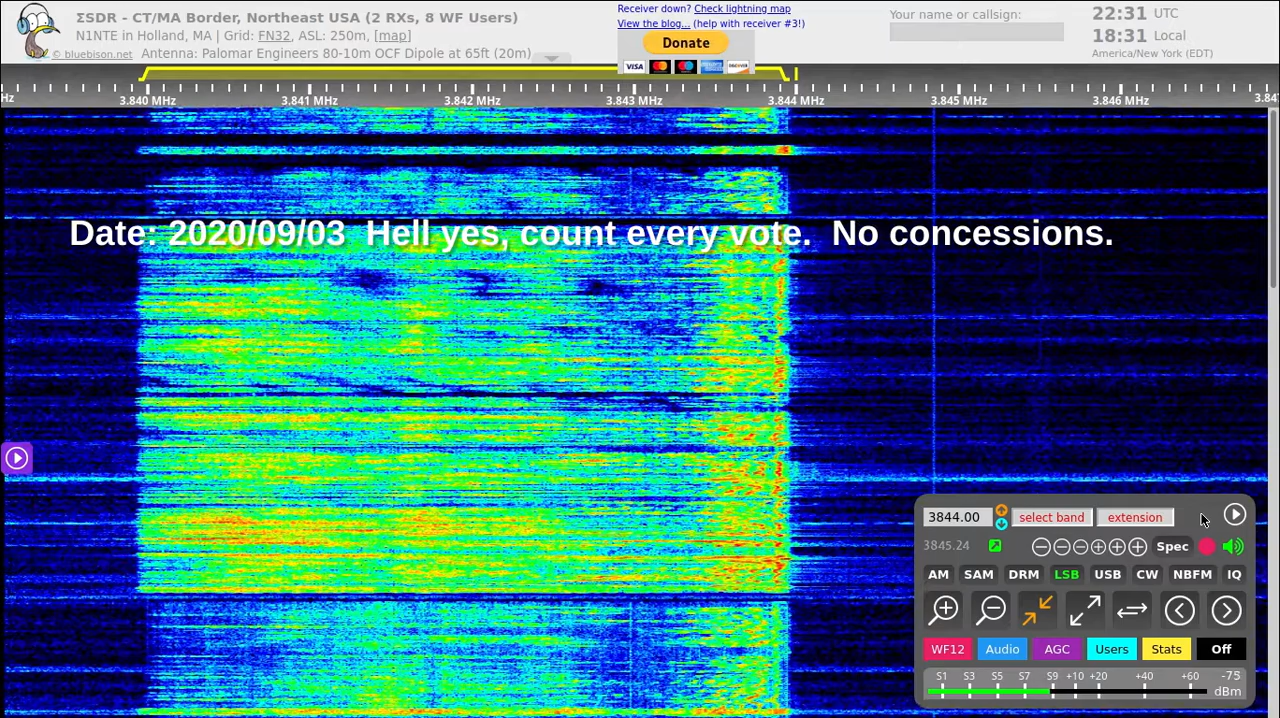 ΣSDR - CT/MA Border, Northeast USA (2 RXs, 8 WF Users)
N1NTE in Holland, MA | Grid: FN32, ASL: 250m, [map]
© bluebison.net Antenna: Palomar Engineers 80-10m OCF Dipole at 65ft (20m)
Receiver down? Check lightning map
View the blog... (help with receiver #3!)
Donate
VISA DISCOVER
Your name or callsign:
22:31 UTC
18:31 Local
America/New York (EDT)
Hz 3.840 MHz 3.841 MHz 3.842 MHz 3.843 MHz 3.844 MHz 3.845 MHz 3.846 MHz 3.84
Date: 2020/09/03 Hell yes, count every vote. No concessions.
3844.00 select band extension
3845.24 Spec
AM SAM DRM LSB USB CW NBFM IQ
WF12 Audio AGC Users Stats Off
S1 S3 S5 S7 S9 +10 +20 +40 +60 -75
dBm